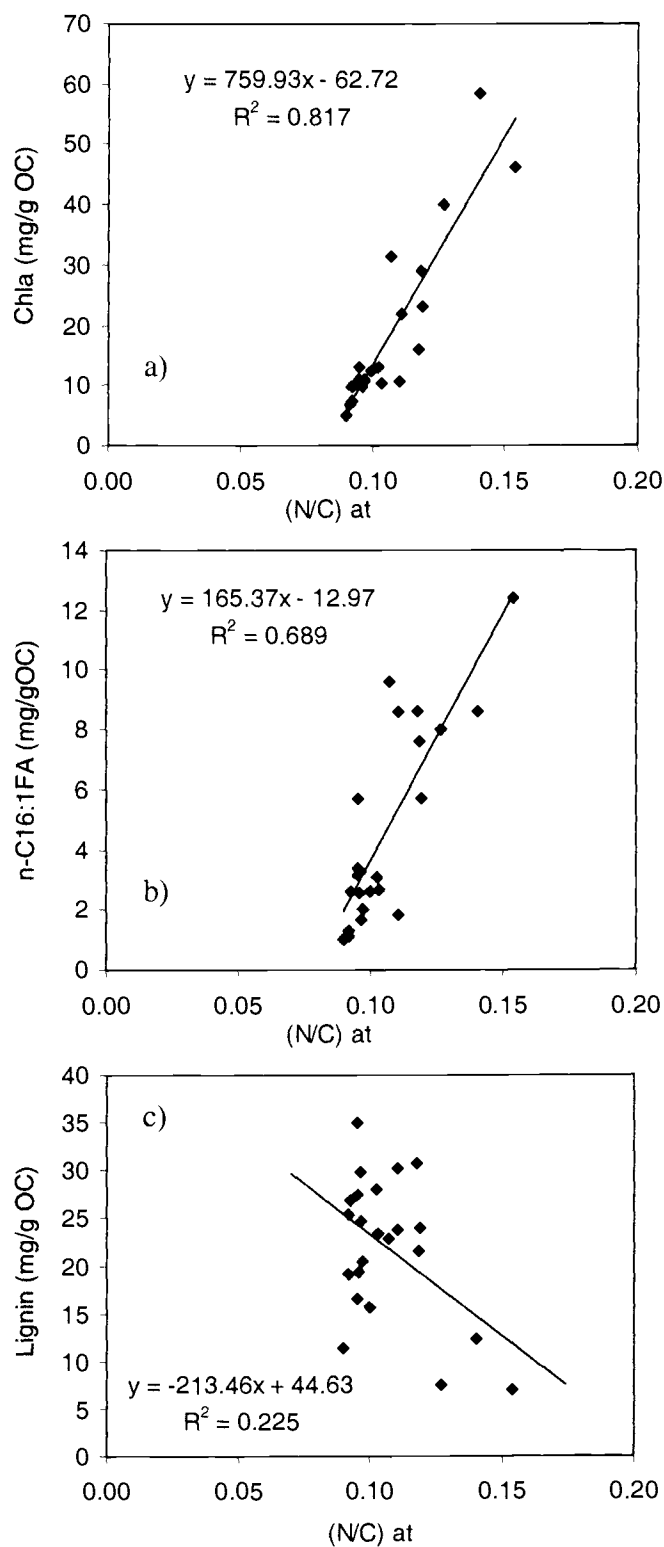 70
60
50
40
30
20
10
0
Chla (mg/g OC)
y = 759.93x - 62.72
R² = 0.817
a)
0.00 0.05 0.10 0.15 0.20
(N/C) at
14
12
10
8
6
4
2
0
n-C16:1FA (mg/gOC)
y = 165.37x - 12.97
R² = 0.689
b)
0.00 0.05 0.10 0.15 0.20
(N/C) at
40
35
30
25
20
15
10
5
0
Lignin (mg/g OC)
c)
y = -213.46x + 44.63
R² = 0.225
0.00 0.05 0.10 0.15 0.20
(N/C) at